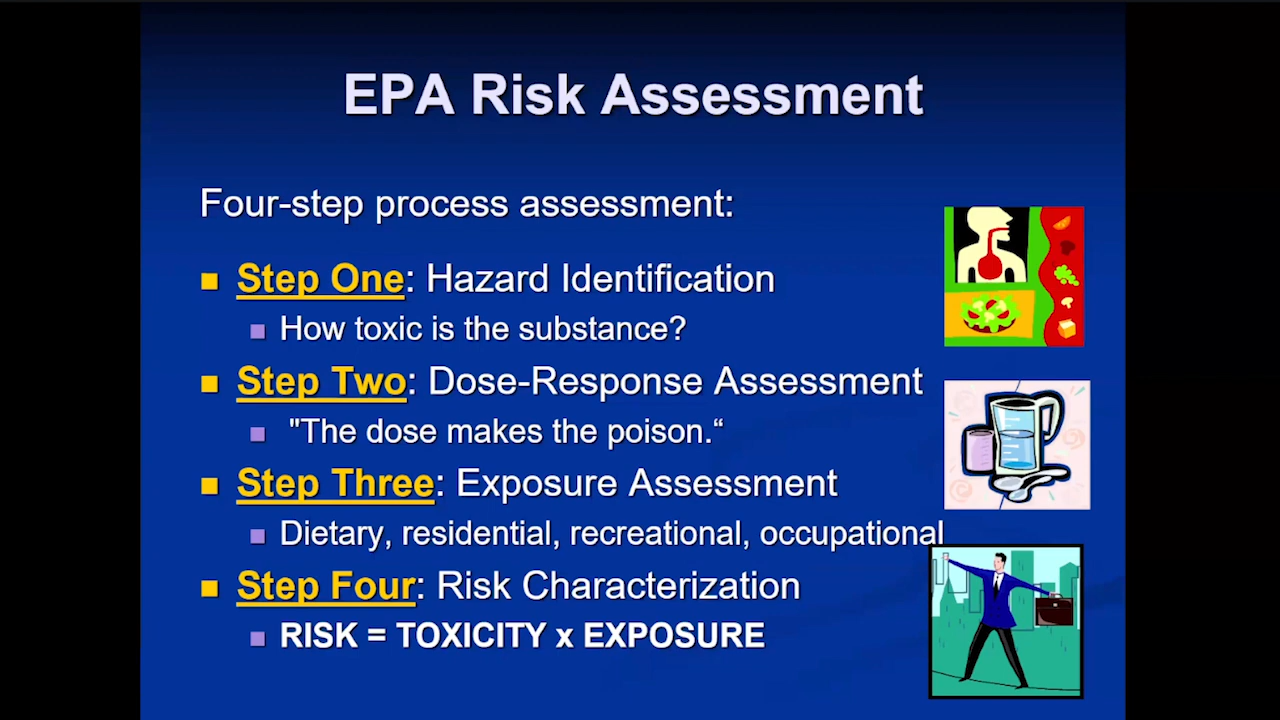 EPA Risk Assessment
Four-step process assessment:
Step One: Hazard Identification
How toxic is the substance?
Step Two: Dose-Response Assessment
"The dose makes the poison.“
Step Three: Exposure Assessment
Dietary, residential, recreational, occupational
Step Four: Risk Characterization
RISK = TOXICITY x EXPOSURE